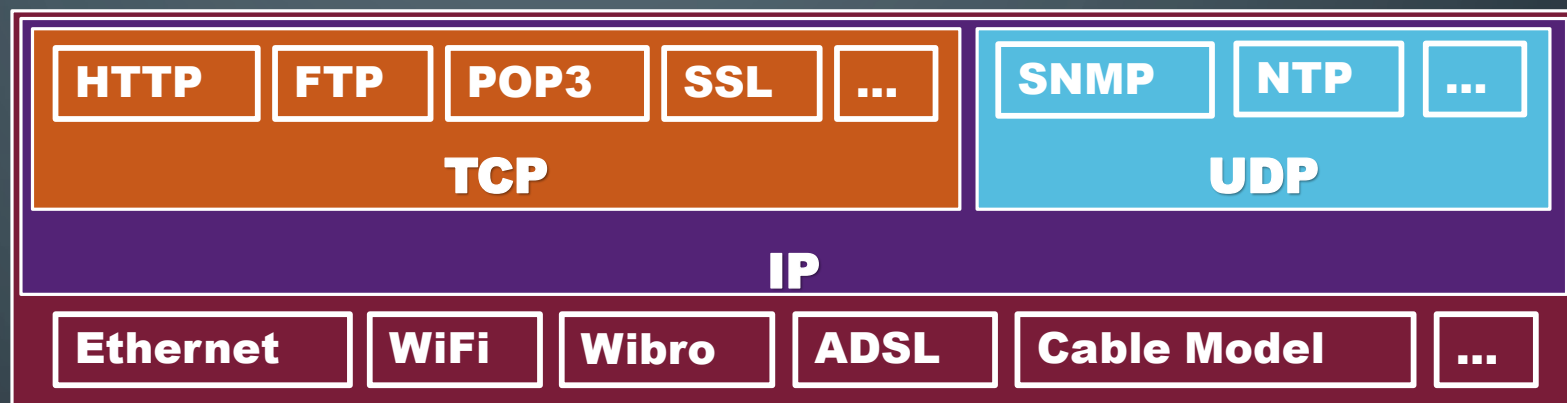 HTTP FTP POP3 SSL ... SNMP NTP ...
TCP UDP
IP
Ethernet WiFi Wibro ADSL Cable Model ...